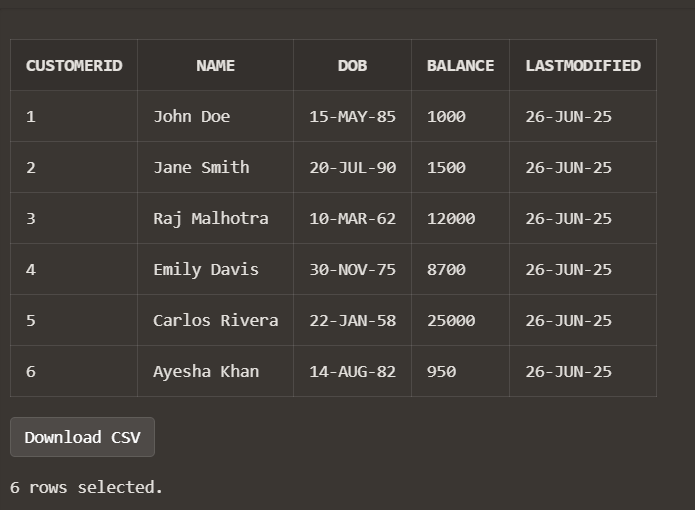 CUSTOMERID NAME DOB BALANCE LASTMODIFIED
1 John Doe 15-MAY-85 1000 26-JUN-25
2 Jane Smith 20-JUL-90 1500 26-JUN-25
3 Raj Malhotra 10-MAR-62 12000 26-JUN-25
4 Emily Davis 30-NOV-75 8700 26-JUN-25
5 Carlos Rivera 22-JAN-58 25000 26-JUN-25
6 Ayesha Khan 14-AUG-82 950 26-JUN-25
Download CSV
6 rows selected.